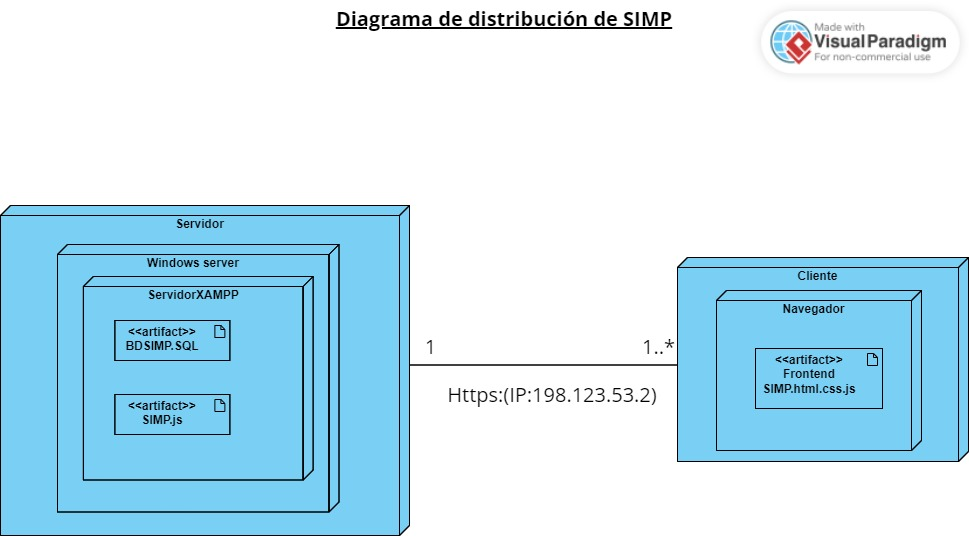 Diagrama de distribución de SIMP
Made with
Visual Paradigm
For non-commercial use
Servidor
Windows server
ServidorXAMPP
<<artifact>>
BDSIMP.SQL
<<artifact>>
SIMP.js
1
1..*
Https:(IP:198.123.53.2)
Cliente
Navegador
<<artifact>>
Frontend
SIMP.html.css.js